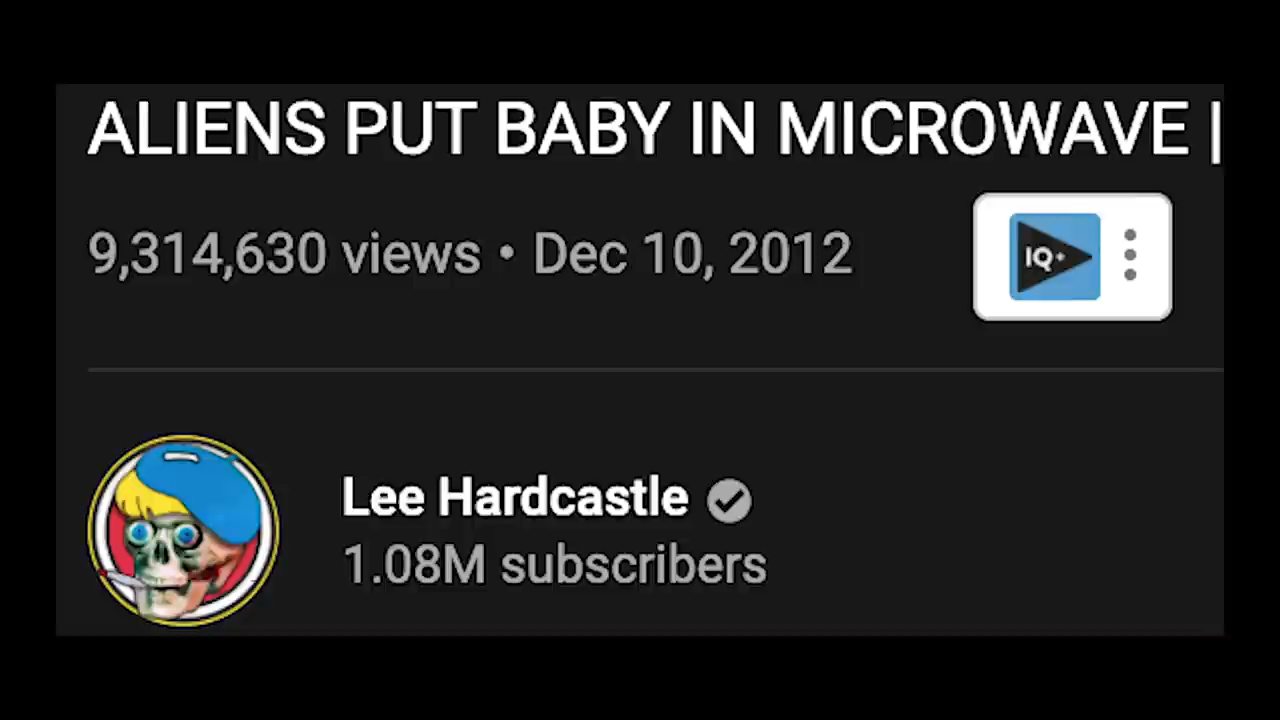 ALIENS PUT BABY IN MICROWAVE |
9,314,630 views • Dec 10, 2012
IQ+
Lee Hardcastle
1.08M subscribers